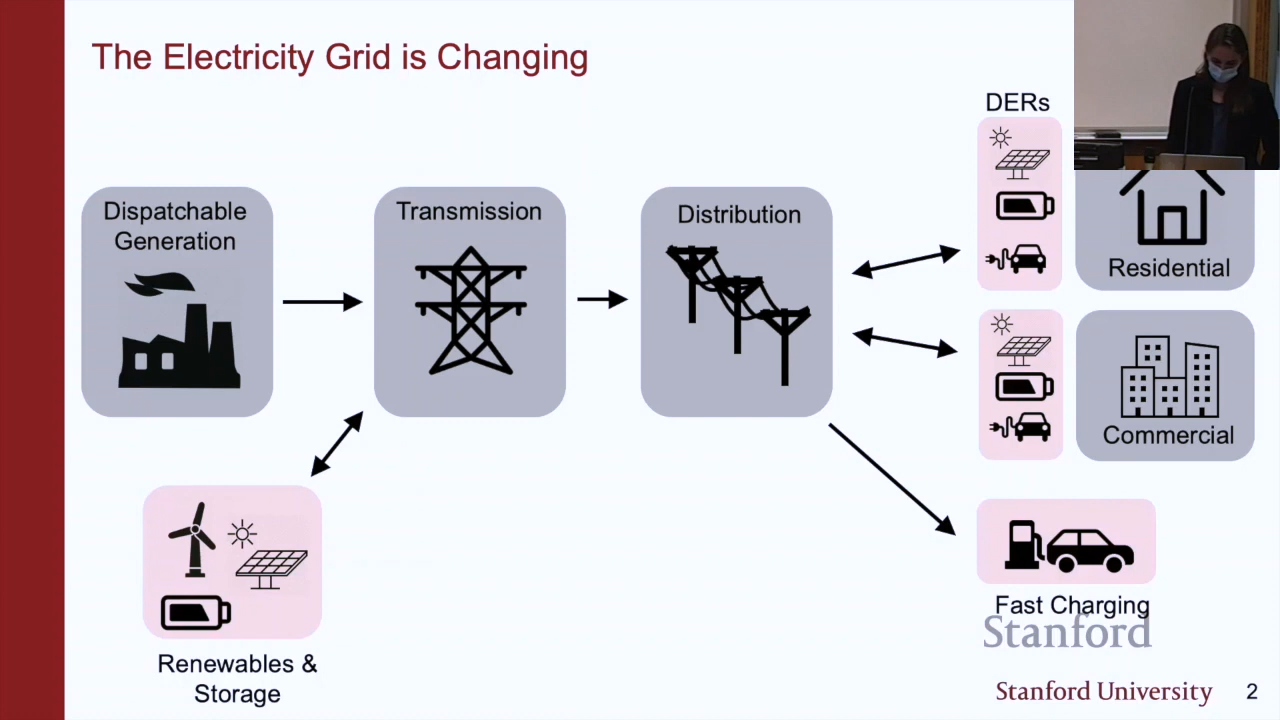 The Electricity Grid is Changing
DERs
Dispatchable
Generation
Transmission
Distribution
Residential
Commercial
Fast Charging
Stanford
Renewables &
Storage
Stanford University
2